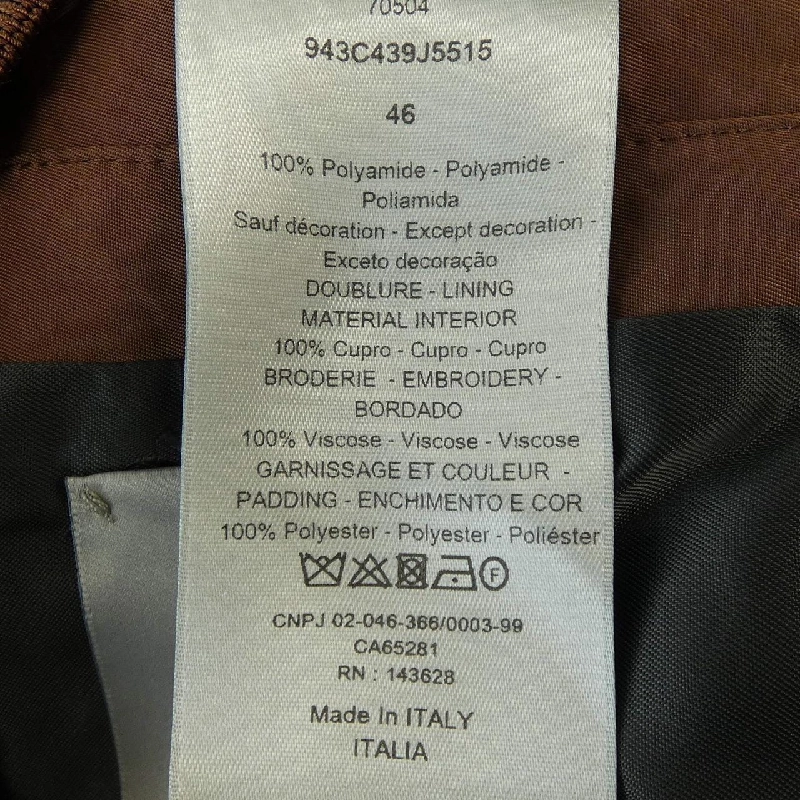 70504
943C439J5515
46
100% Polyamide - Polyamide -
Poliamida
Sauf décoration - Except decoration -
Exceto decoração
DOUBLURE - LINING
MATERIAL INTERIOR
100% Cupro - Cupro - Cupro
BRODERIE - EMBROIDERY -
BORDADO
100% Viscose - Viscose - Viscose
GARNISSAGE ET COULEUR -
PADDING - ENCHIMENTO E COR
100% Polyester - Polyester - Poliéster
F
CNPJ 02-046-366/0003-99
CA65281
RN : 143628
Made In ITALY
ITALIA